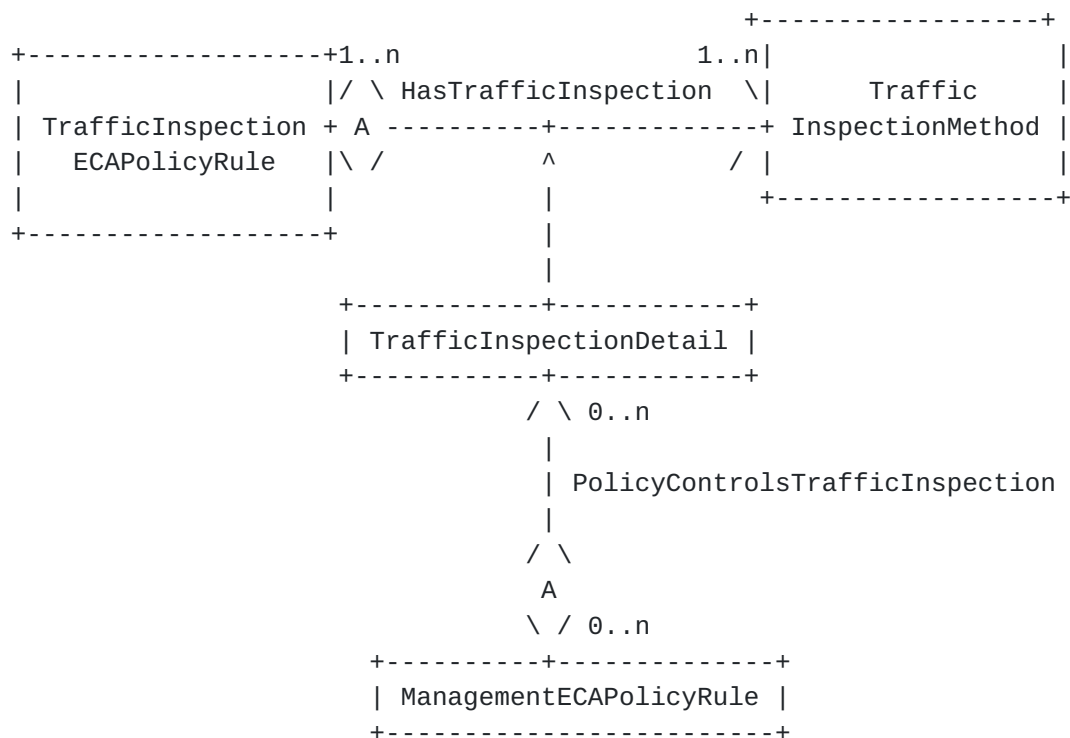 +------------------+
+-------------------+1..n                   1..n|                   |
|                   |/ \ HasTrafficInspection  \|      Traffic      |
| TrafficInspection + A ----------+-------------+ InspectionMethod |
|   ECAPolicyRule   |\ /          ^           / |                   |
|                   |             |             +------------------+
+-------------------+             |
                                  |
                     +------------+------------+
                     | TrafficInspectionDetail |
                     +------------+------------+
                                 / \ 0..n
                                  |
                                  | PolicyControlsTrafficInspection
                                  |
                                 / \
                                  A
                                 \ / 0..n
                       +----------+--------------+
                       | ManagementECAPolicyRule |
                       +-------------------------+